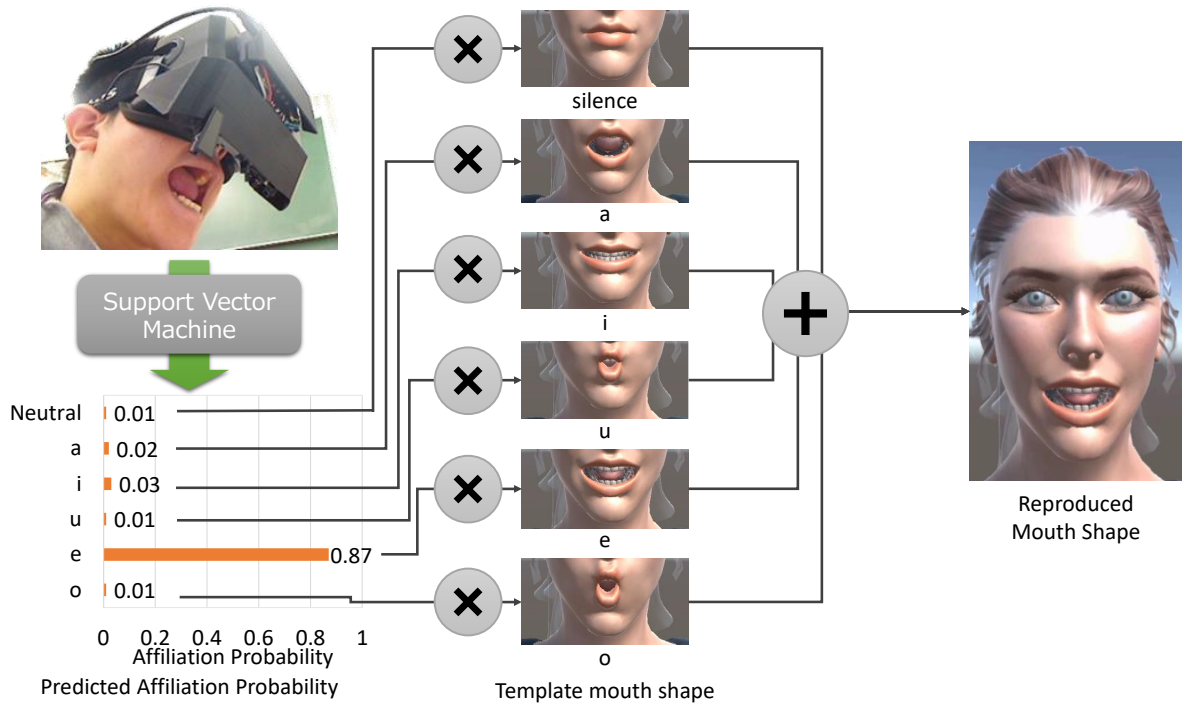 silence
a
i
u
e
o
Template mouth shape
Support Vector
Machine
Neutral 0.01
a 0.02
i 0.03
u 0.01
e 0.87
o 0.01
0 0.2 0.4 0.6 0.8 1
Affiliation Probability
Predicted Affiliation Probability
Reproduced
Mouth Shape